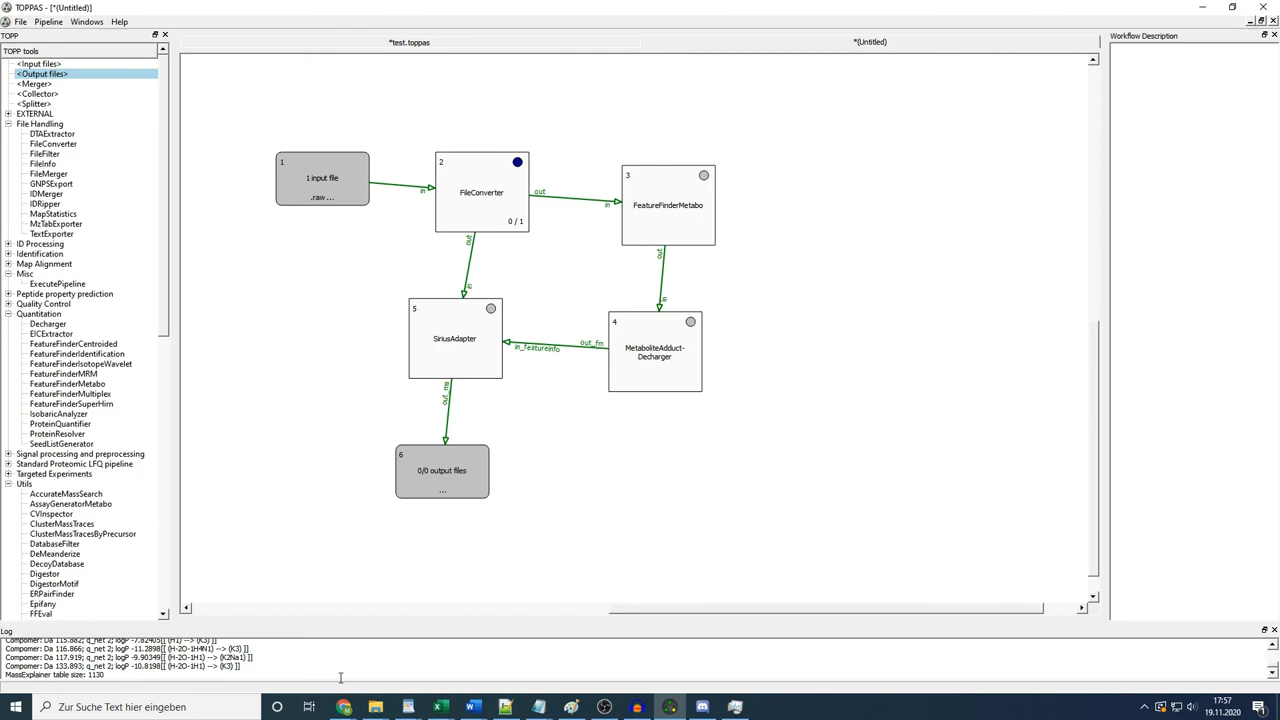 TOPPAS - [*(Untitled)]
File Pipeline Windows Help
TOPP
TOPP tools
<Input files>
<Output files>
<Merger>
<Collector>
<Splitter>
EXTERNAL
File Handling
DTAExtractor
FileConverter
FileFilter
FileInfo
FileMerger
GNPSExport
IDMerger
IDRipper
MapStatistics
MzTabExporter
TextExporter
ID Processing
Identification
Map Alignment
Misc
ExecutePipeline
Peptide property prediction
Quality Control
Quantitation
Decharger
EICExtractor
FeatureFinderCentroided
FeatureFinderIdentification
FeatureFinderIsotopeWavelet
FeatureFinderMRM
FeatureFinderMetabo
FeatureFinderMultiplex
FeatureFinderSuperHirn
IsobaricAnalyzer
ProteinQuantifier
ProteinResolver
SeedListGenerator
Signal processing and preprocessing
Standard Proteomic LFQ pipeline
Targeted Experiments
Utils
AccurateMassSearch
AssayGeneratorMetabo
CVInspector
ClusterMassTraces
ClusterMassTracesByPrecursor
DatabaseFilter
DeMeanderize
DecoyDatabase
Digestor
DigestorMotif
ERPairFinder
Epifany
FFEval
*test.toppas
*(Untitled)
1
1 input file
.raw ...
in
2
FileConverter
0 / 1
out
in
3
FeatureFinderMetabo
out
in
out
in
5
SiriusAdapter
in_featureinfo
out_fm
4
MetaboliteAdduct-
Decharger
out_ms
6
0/0 output files
...
Workflow Description
Log
Compomer: Da 115.882; q_net 2; logP -7.82405[[ (H1) --> (K3) ]]
Compomer: Da 116.866; q_net 2; logP -11.2898[[ (H-2O-1H4N1) --> (K3) ]]
Compomer: Da 117.919; q_net 2; logP -9.90349[[ (H-2O-1H1) --> (K2Na1) ]]
Compomer: Da 133.893; q_net 2; logP -10.8198[[ (H-2O-1H1) --> (K3) ]]
MassExplainer table size: 1130
Zur Suche Text hier eingeben
17:57
19.11.2020